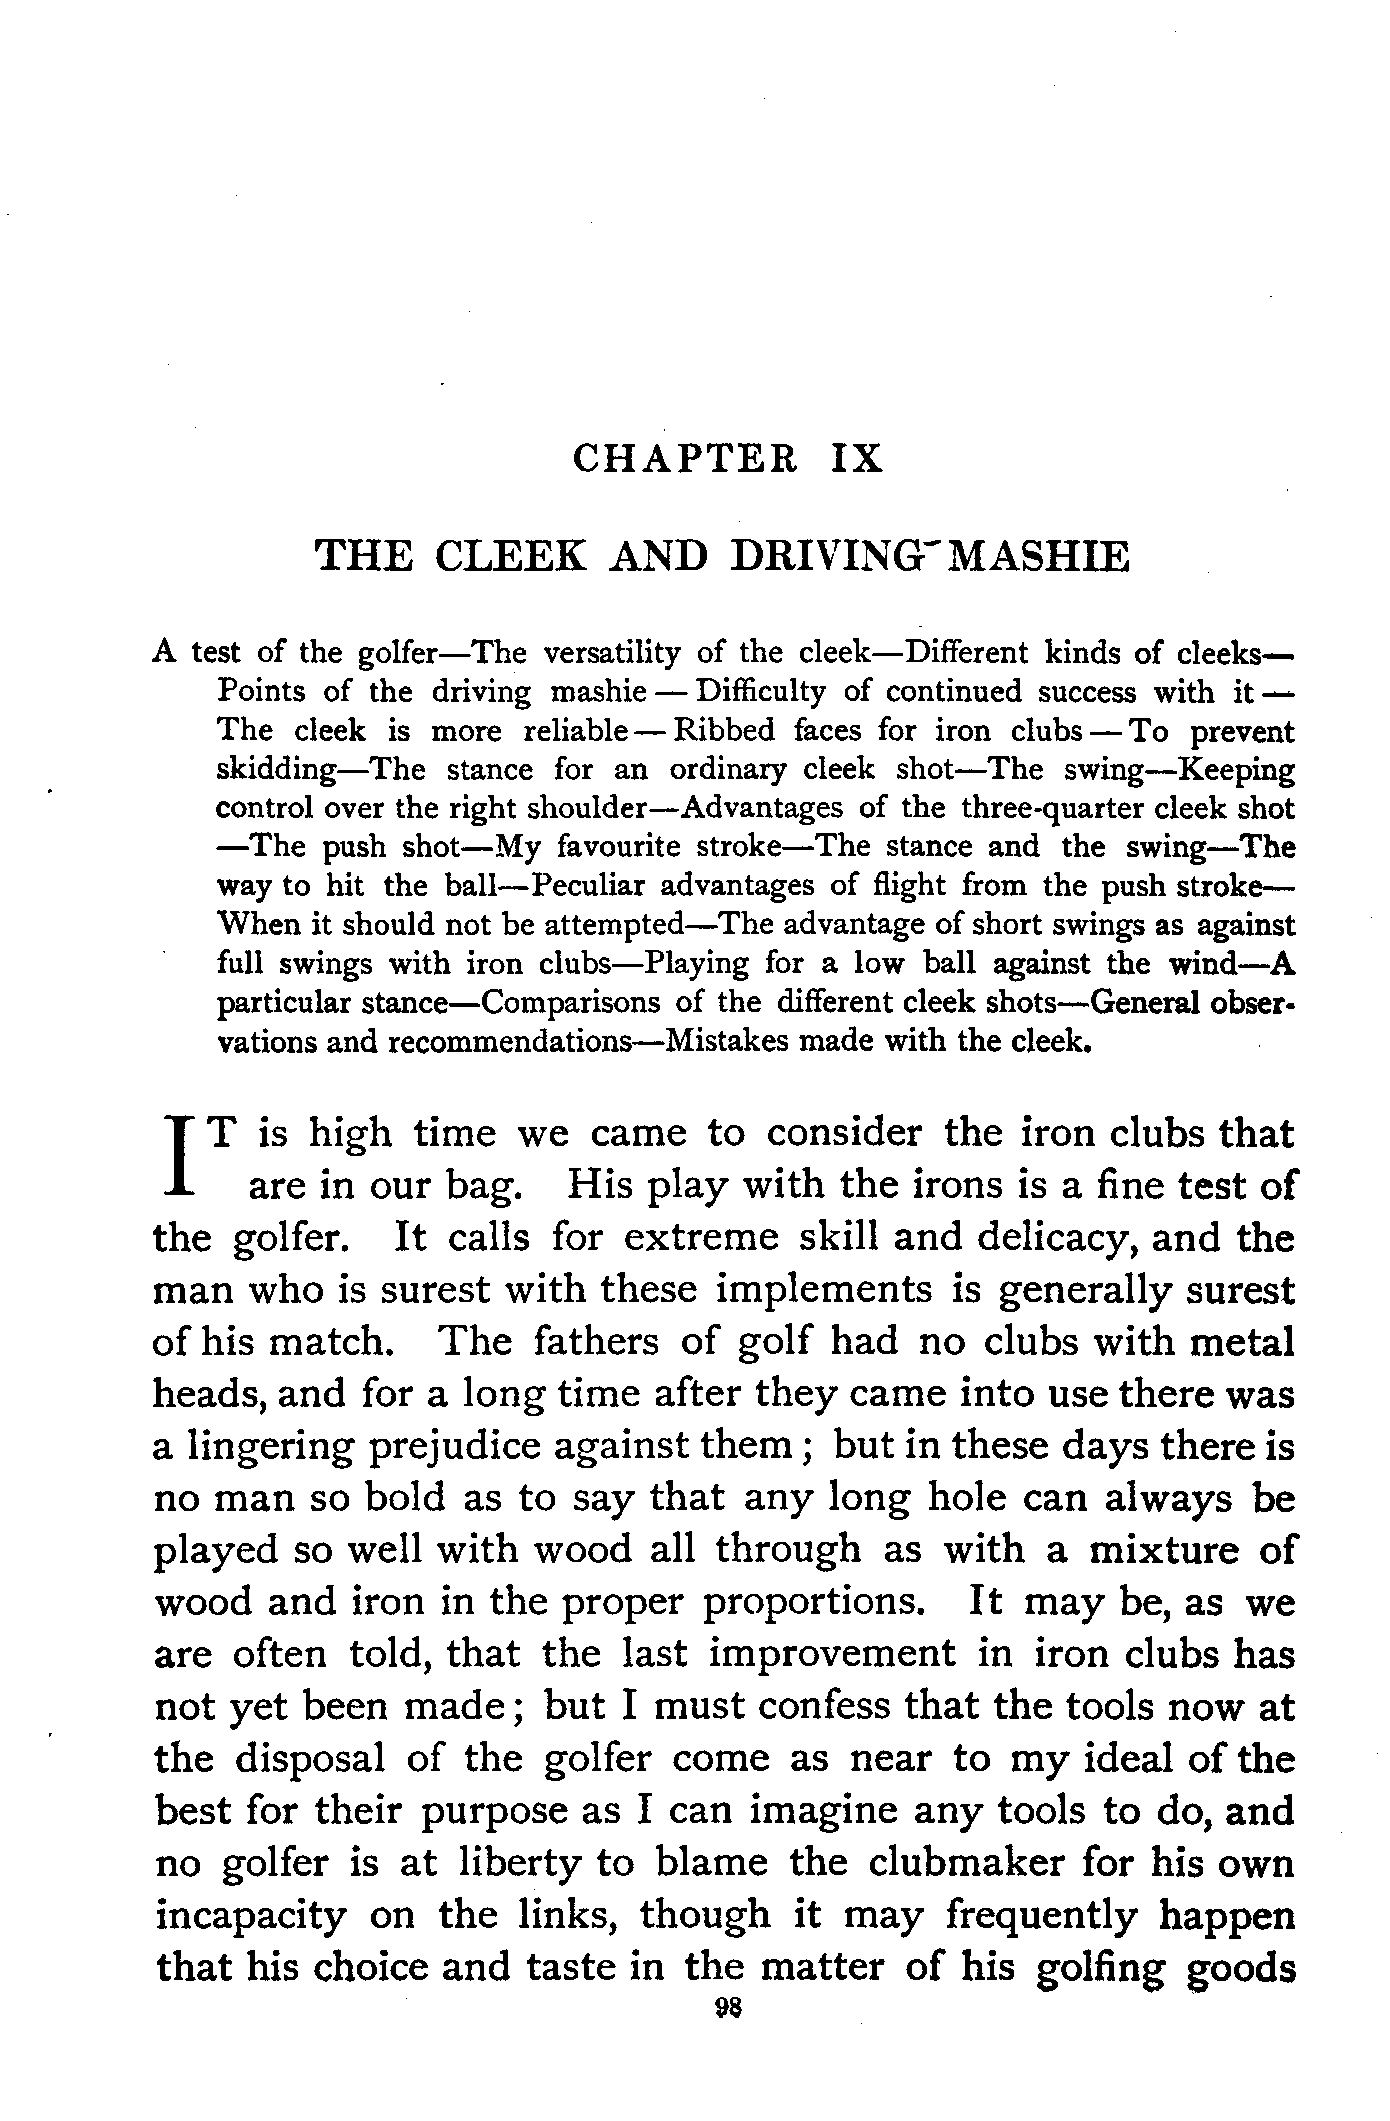 CHAPTER IX
THE CLEEK AND DRIVING-MASHIE
A test of the golfer—The versatility of the cleek—Different kinds of cleeks—
Points of the driving mashie — Difficulty of continued success with it —
The cleek is more reliable — Ribbed faces for iron clubs — To prevent
skidding—The stance for an ordinary cleek shot—The swing—Keeping
control over the right shoulder—Advantages of the three-quarter cleek shot
—The push shot—My favourite stroke—The stance and the swing—The
way to hit the ball—Peculiar advantages of flight from the push stroke—
When it should not be attempted—The advantage of short swings as against
full swings with iron clubs—Playing for a low ball against the wind—A
particular stance—Comparisons of the different cleek shots—General obser-
vations and recommendations—Mistakes made with the cleek.
IT is high time we came to consider the iron clubs that
are in our bag. His play with the irons is a fine test of
the golfer. It calls for extreme skill and delicacy, and the
man who is surest with these implements is generally surest
of his match. The fathers of golf had no clubs with metal
heads, and for a long time after they came into use there was
a lingering prejudice against them ; but in these days there is
no man so bold as to say that any long hole can always be
played so well with wood all through as with a mixture of
wood and iron in the proper proportions. It may be, as we
are often told, that the last improvement in iron clubs has
not yet been made ; but I must confess that the tools now at
the disposal of the golfer come as near to my ideal of the
best for their purpose as I can imagine any tools to do, and
no golfer is at liberty to blame the clubmaker for his own
incapacity on the links, though it may frequently happen
that his choice and taste in the matter of his golfing goods
98